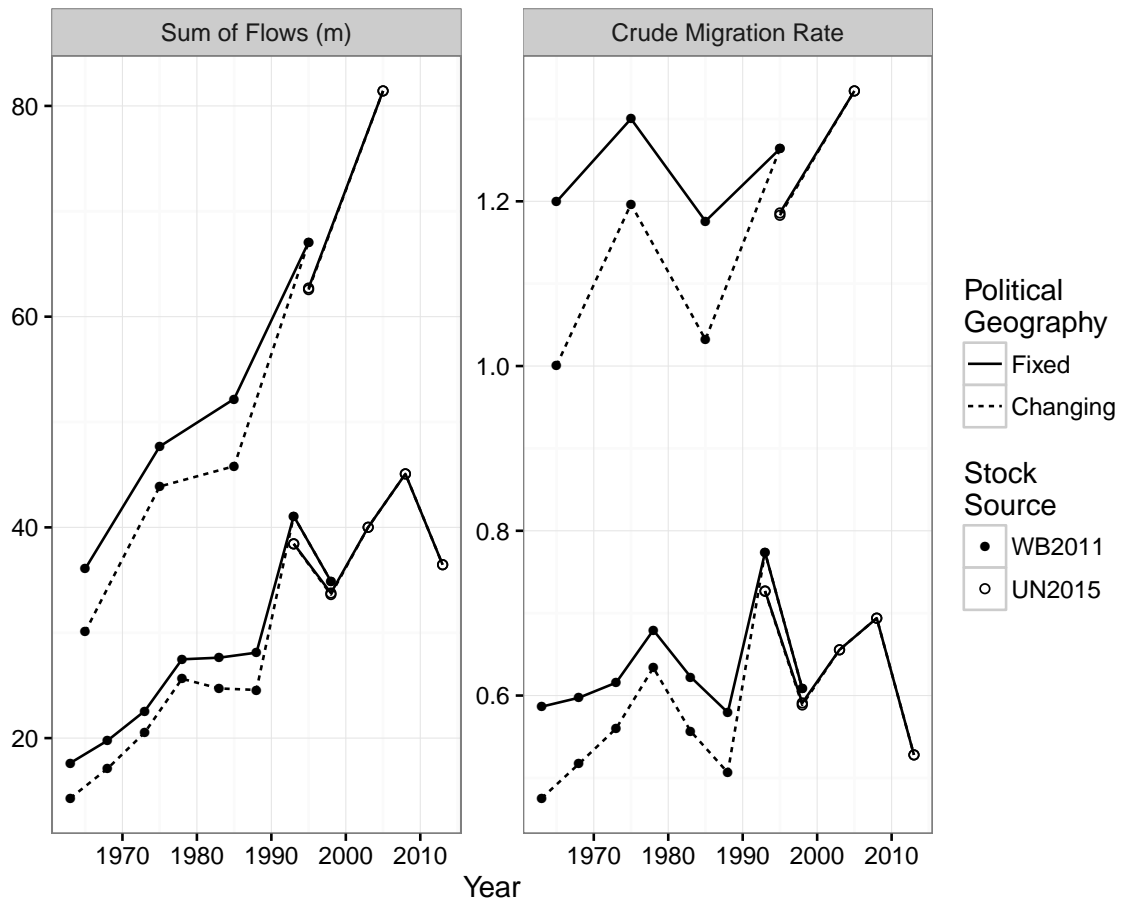 Sum of Flows (m)
Crude Migration Rate
80
60
40
20
1.2
1.0
0.8
0.6
1970 1980 1990 2000 2010
1970 1980 1990 2000 2010
Year
Political
Geography
Fixed
Changing
Stock
Source
WB2011
UN2015